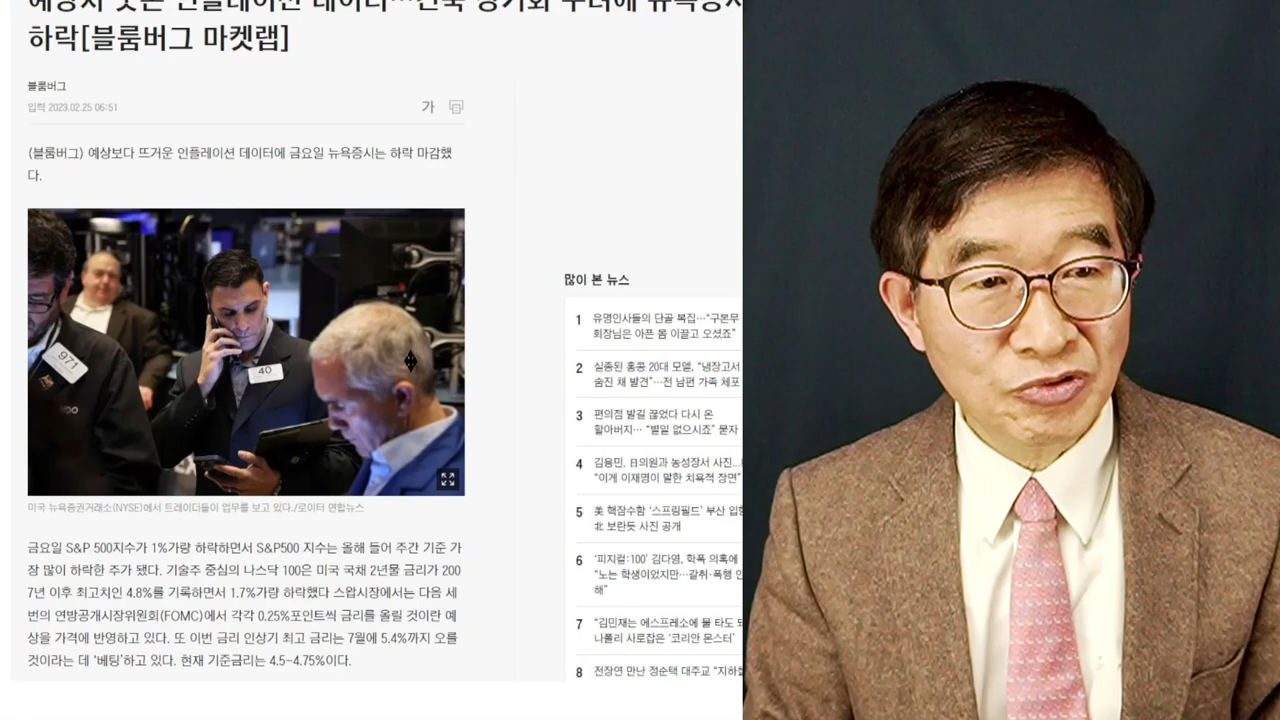 하락[블룸버그 마켓랩]
블룸버그
입력 2023.02.25 06:51
가
(블룸버그) 예상보다 뜨거운 인플레이션 데이터에 금요일 뉴욕증시는 하락 마감했
다.
971
40
미국 뉴욕증권거래소(NYSE)에서 트레이더들이 업무를 보고 있다./로이터 연합뉴스
금요일 S&P 500지수가 1%가량 하락하면서 S&P500 지수는 올해 들어 주간 기준 가
장 많이 하락한 주가 됐다. 기술주 중심의 나스닥 100은 미국 국채 2년물 금리가 200
7년 이후 최고치인 4.8%를 기록하면서 1.7%가량 하락했다 스왑시장에서는 다음 세
번의 연방공개시장위원회(FOMC)에서 각각 0.25%포인트씩 금리를 올릴 것이란 예
상을 가격에 반영하고 있다. 또 이번 금리 인상기 최고 금리는 7월에 5.4%까지 오를
것이라는 데 '베팅'하고 있다. 현재 기준금리는 4.5~4.75%이다.
많이 본 뉴스
1 유명인사들의 단골 복집…“구본무
회장님은 아픈 몸 이끌고 오셨죠”
2 실종된 홍콩 20대 모델, “냉장고서
숨진 채 발견”…전 남편 가족 체포
3 편의점 발길 끊었다 다시 온
할아버지… “별일 없으시죠” 묻자
4 김용민, 日의원과 농성장서 사진…
“이게 이재명이 말한 치욕적 장면”
5 美 핵잠수함 '스프링필드' 부산 입항
北 보란듯 사진 공개
6 '피지컬:100' 김다영, 학폭 의혹에
“노는 학생이었지만…갈취·폭행 안
해”
7 “김민재는 에스프레소에 물 타도 돼
나폴리 사로잡은 '코리안 몬스터'
8 전장연 만난 정순택 대주교 “지하철